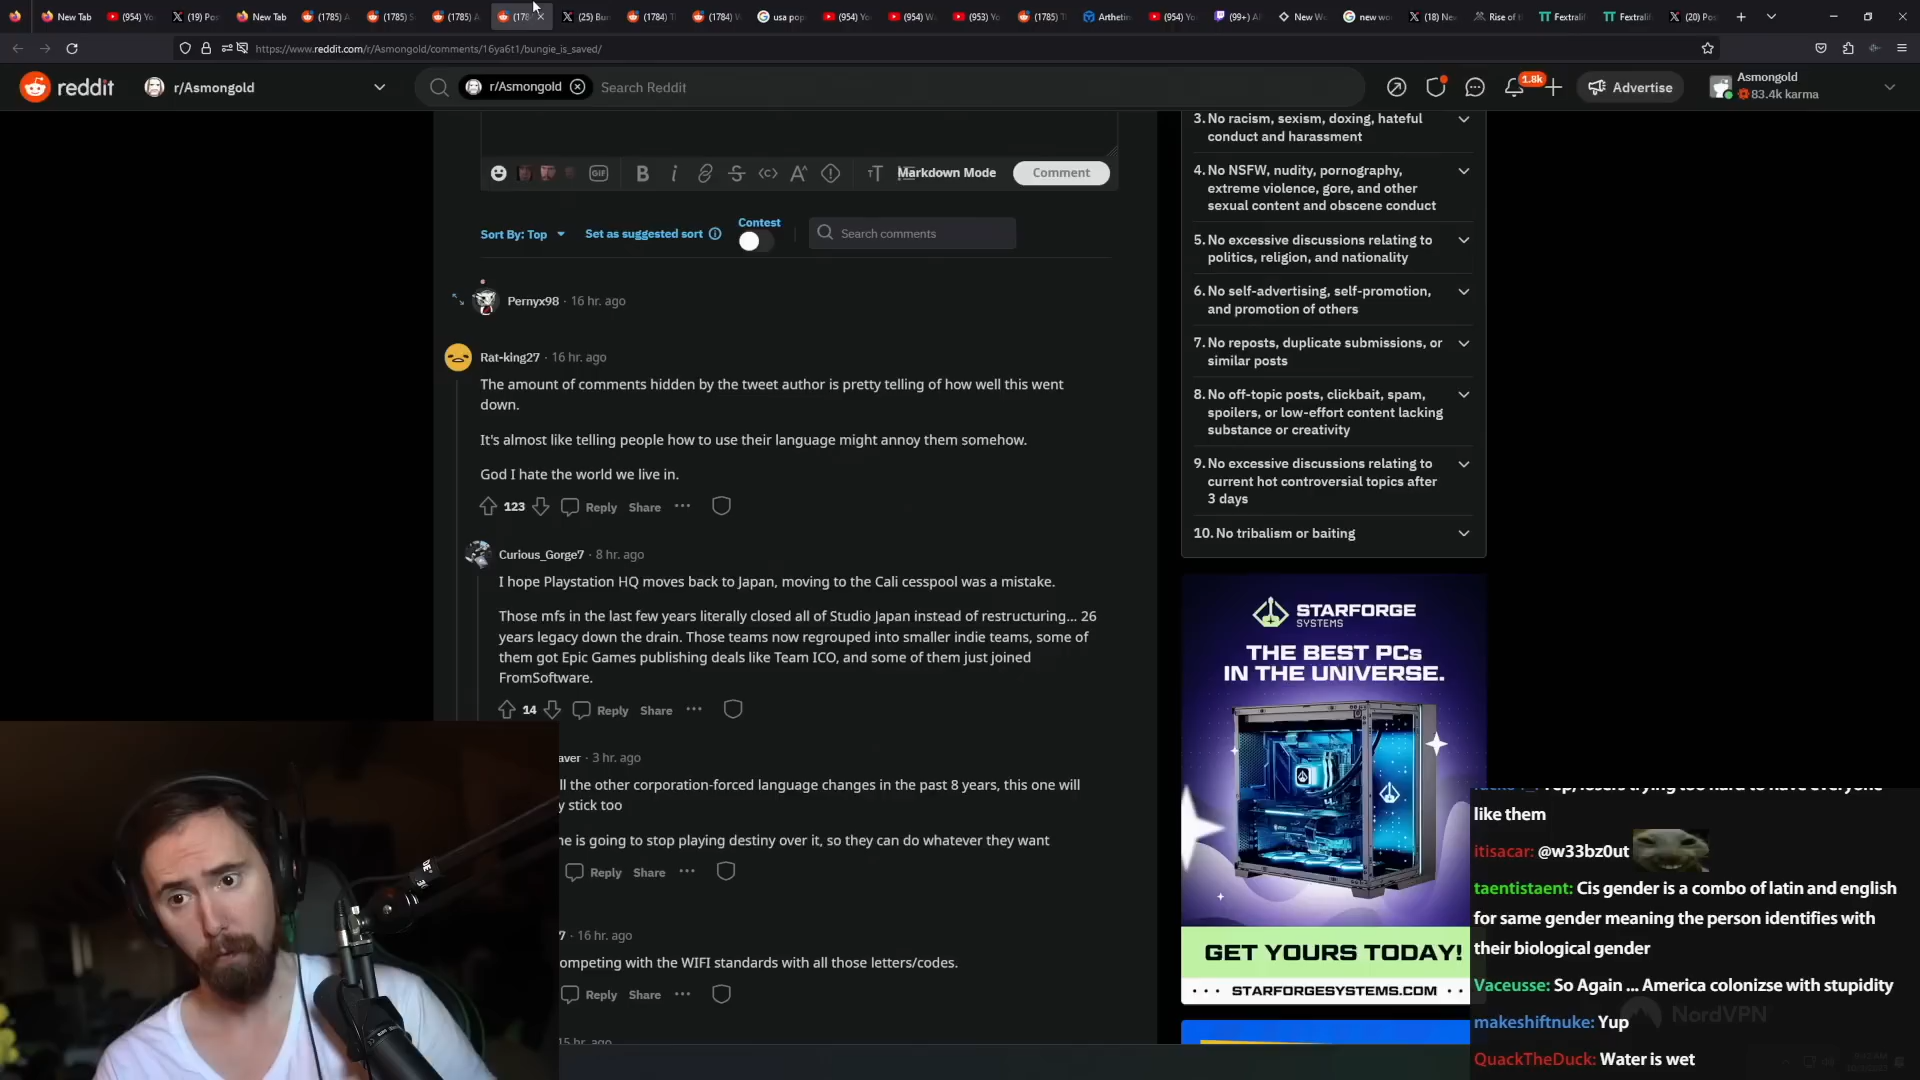 New Tab
(954) Yo
(19) Po
New Tab
(1785) A
(1785) S
(1785) A
(178
(25) Bu
(1784) T
(1784) W
usa pop
(954) Yo
(954) W
(953) Yo
(1785) T
Arthetin
(954) Yo
(99+) A
New Wo
new wo
(18) Ne
Rise of t
Fextralif
Fextralif
(20) Po
https://www.reddit.com/r/Asmongold/comments/16ya6t1/bungie_is_saved/
reddit
r/Asmongold
r/Asmongold
Search Reddit
1.8k
Advertise
Asmongold
83.4k karma
GIF
Markdown Mode
Comment
Sort By: Top
Set as suggested sort
Contest
Search comments
Pernyx98 · 16 hr. ago
Rat-king27 · 16 hr. ago
The amount of comments hidden by the tweet author is pretty telling of how well this went
down.
It's almost like telling people how to use their language might annoy them somehow.
God I hate the world we live in.
123 Reply Share ···
Curious_Gorge7 · 8 hr. ago
I hope Playstation HQ moves back to Japan, moving to the Cali cesspool was a mistake.
Those mfs in the last few years literally closed all of Studio Japan instead of restructuring... 26
years legacy down the drain. Those teams now regrouped into smaller indie teams, some of
them got Epic Games publishing deals like Team ICO, and some of them just joined
FromSoftware.
14 Reply Share ···
aver · 3 hr. ago
ll the other corporation-forced language changes in the past 8 years, this one will
y stick too
ne is going to stop playing destiny over it, so they can do whatever they want
Reply Share ···
7 · 16 hr. ago
ompeting with the WIFI standards with all those letters/codes.
Reply Share ···
15 hr. ago
3. No racism, sexism, doxing, hateful
conduct and harassment
4. No NSFW, nudity, pornography,
extreme violence, gore, and other
sexual content and obscene conduct
5. No excessive discussions relating to
politics, religion, and nationality
6. No self-advertising, self-promotion,
and promotion of others
7. No reposts, duplicate submissions, or
similar posts
8. No off-topic posts, clickbait, spam,
spoilers, or low-effort content lacking
substance or creativity
9. No excessive discussions relating to
current hot controversial topics after
3 days
10. No tribalism or baiting
STARFORGE
SYSTEMS
THE BEST PCs
IN THE UNIVERSE.
GET YOURS TODAY!
STARFORGESYSTEMS.COM
losers trying too hard to have everyone
like them
itisacar: @w33bz0ut
taentistaent: Cis gender is a combo of latin and english
for same gender meaning the person identifies with
their biological gender
Vaceusse: So Again ... America colonizse with stupidity
makeshiftnuke: Yup
NordVPN
QuackTheDuck: Water is wet